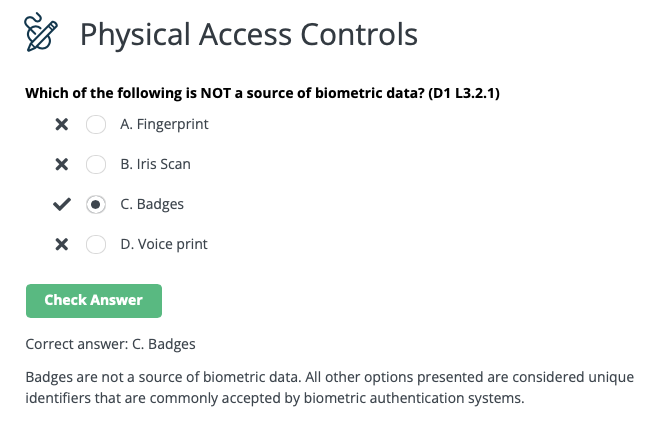 Physical Access Controls
Which of the following is NOT a source of biometric data? (D1 L3.2.1)
A. Fingerprint
B. Iris Scan
C. Badges
D. Voice print
Check Answer
Correct answer: C. Badges
Badges are not a source of biometric data. All other options presented are considered unique
identifiers that are commonly accepted by biometric authentication systems.